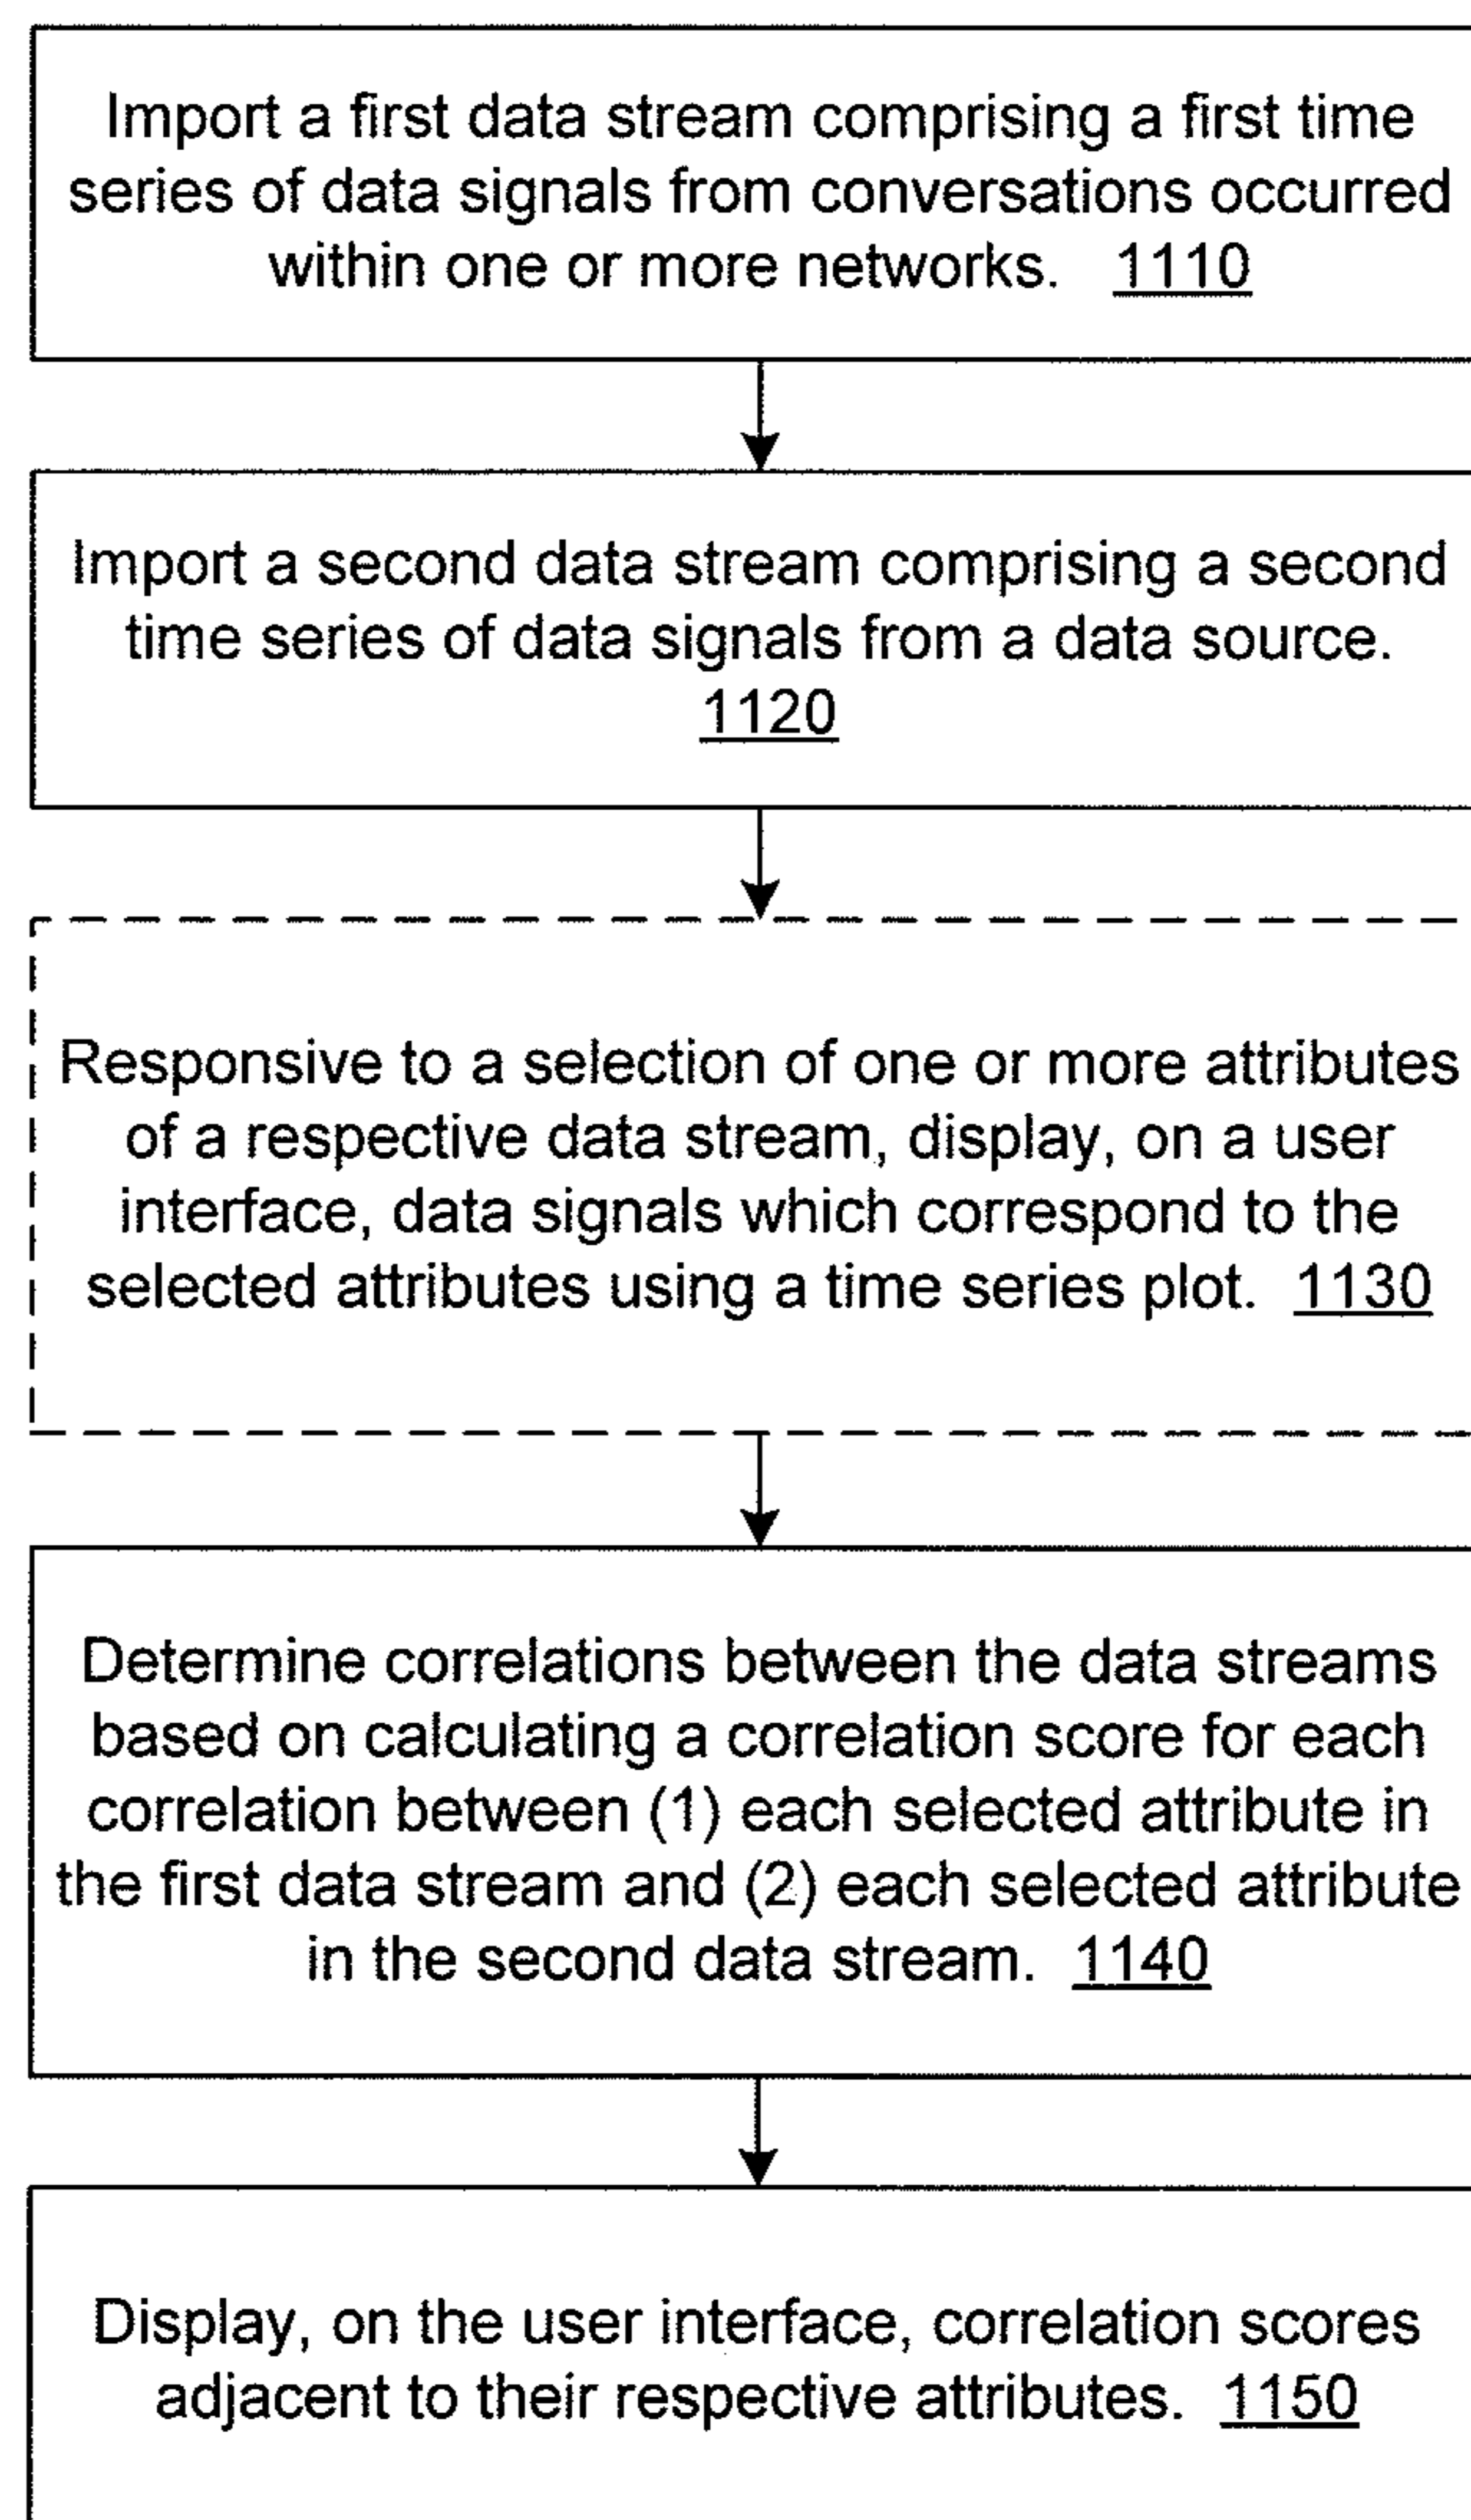 Import a first data stream comprising a first time
series of data signals from conversations occurred
within one or more networks. 1110
Import a second data stream comprising a second
time series of data signals from a data source.
1120
Responsive to a selection of one or more attributes
of a respective data stream, display, on a user
interface, data signals which correspond to the
selected attributes using a time series plot. 1130
Determine correlations between the data streams
based on calculating a correlation score for each
correlation between (1) each selected attribute in
the first data stream and (2) each selected attribute
in the second data stream. 1140
Display, on the user interface, correlation scores
adjacent to their respective attributes. 1150